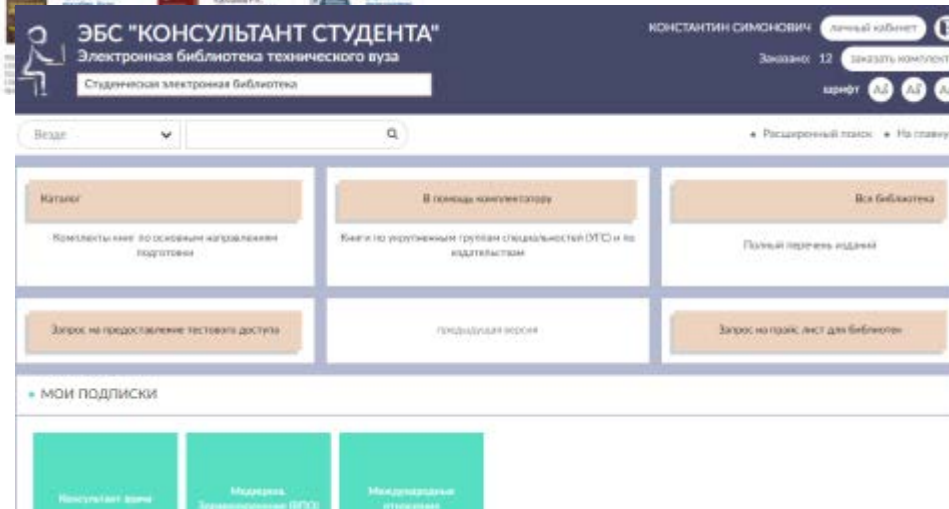 ЭБС "КОНСУЛЬТАНТ СТУДЕНТА"
Электронная библиотека технического вуза
Студенческая электронная библиотека
КОНСТАНТИН СИМОНОВИЧ
личный кабинет
Заказано: 12
заказать комплект
шрифт
Везде
• Расширенный поиск • На главну
Каталог
Комплекты книг по основным направлениям
подготовки
В помощь комплектатору
Книги по укрупненным группам специальностей (УГС) и по
издательствам
Вся библиотека
Полный перечень изданий
Запрос на предоставление тестового доступа
предыдущая версия
Запрос на прайс лист для библиотек
• МОИ ПОДПИСКИ
Консультант врача
Медицина.
Здравоохранение (ВПО)
Международные
отношения